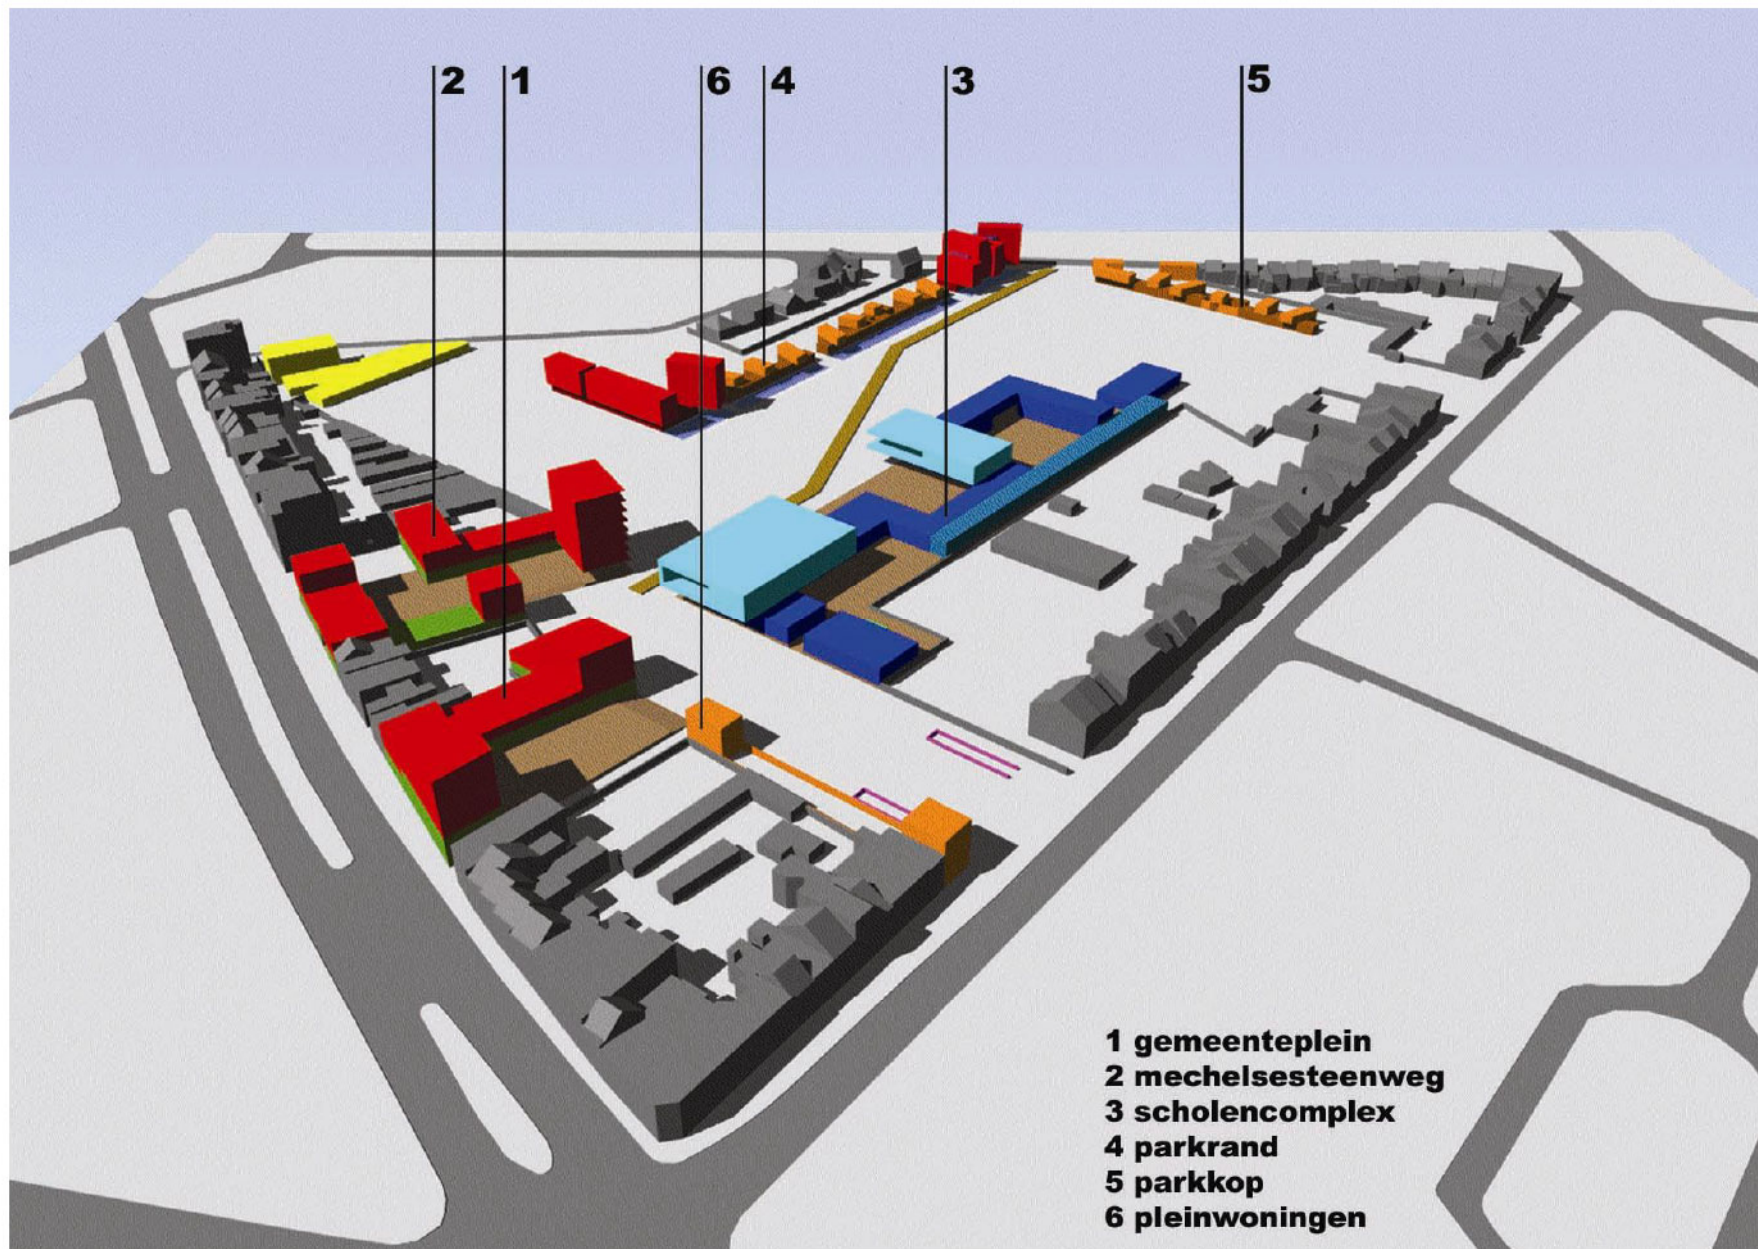 2 1 6 4 3 5
1 gemeenteplein
2 mechelsesteenweg
3 scholencomplex
4 parkrand
5 parkkop
6 pleinwoningen